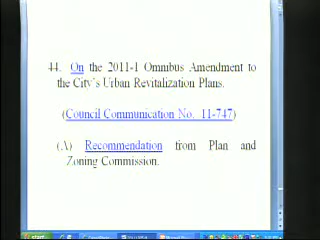 44. On the 2011-1 Omnibus Amendment to
the City's Urban Revitalization Plans.
(Council Communication No. 11-747)
(A) Recommendation from Plan and
Zoning Commission.
start